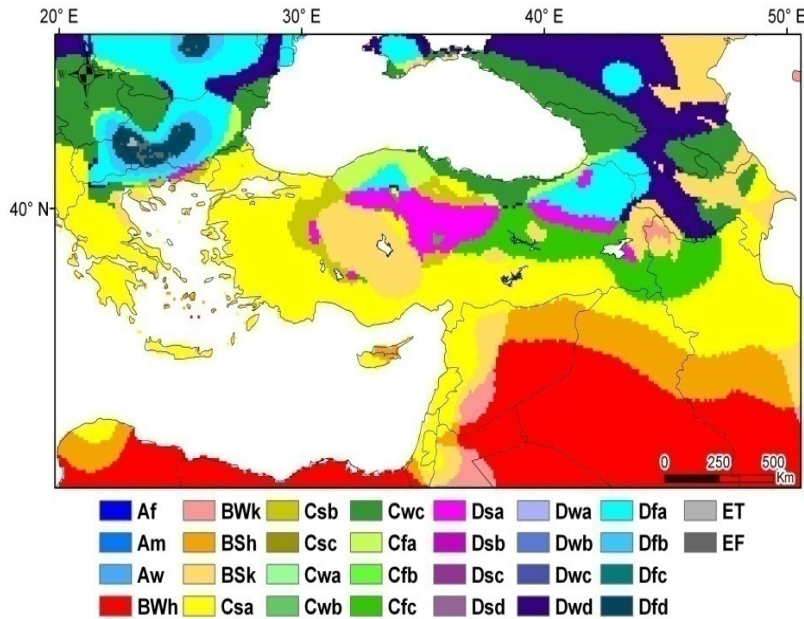 20° E 30° E 40° E 50° E
N
W E
S
40° N
0 250 500
Km
Af BWk Csb Cwc Dsa Dwa Dfa ET
Am BSh Csc Cfa Dsb Dwb Dfb EF
Aw BSk Cwa Cfb Dsc Dwc Dfc
BWh Csa Cwb Cfc Dsd Dwd Dfd